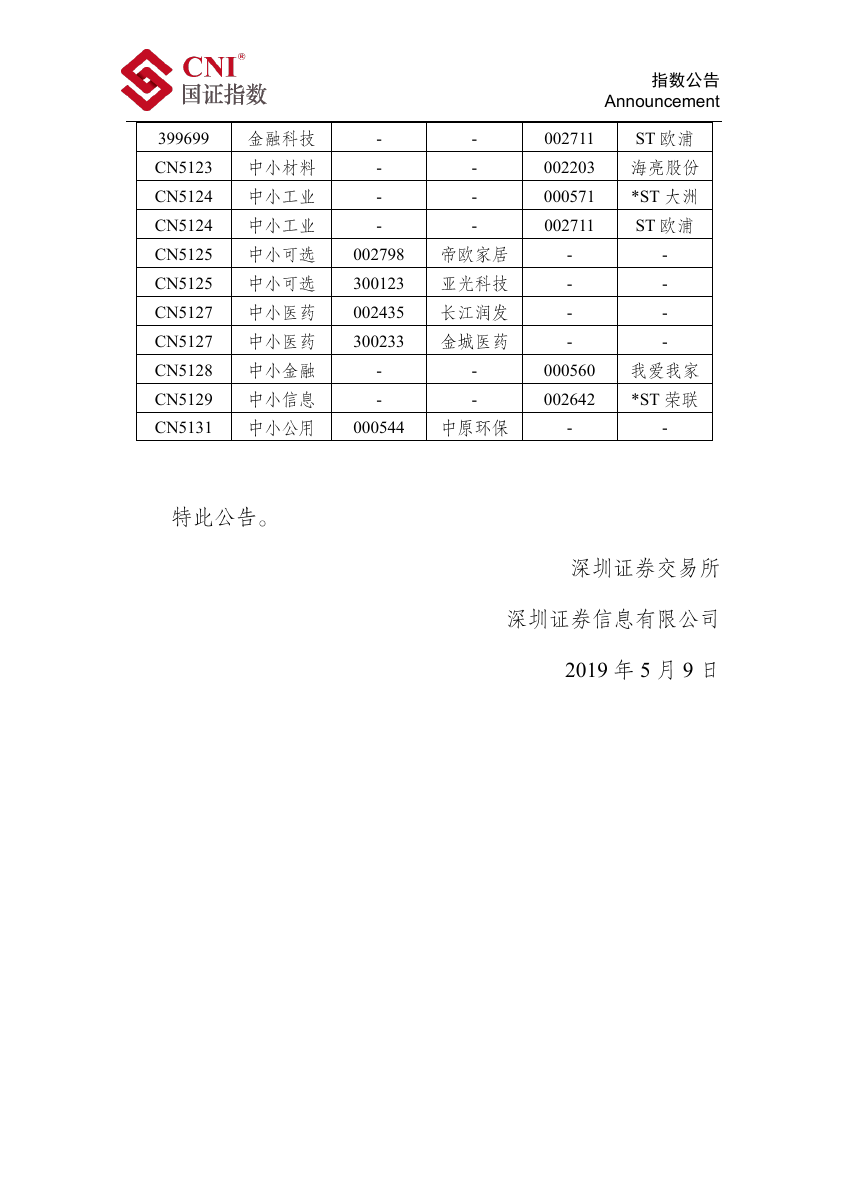 CNI®
国证指数
指数公告
Announcement
399699 金融科技 - - 002711 ST 欧浦
CN5123 中小材料 - - 002203 海亮股份
CN5124 中小工业 - - 000571 *ST 大洲
CN5124 中小工业 - - 002711 ST 欧浦
CN5125 中小可选 002798 帝欧家居 - -
CN5125 中小可选 300123 亚光科技 - -
CN5127 中小医药 002435 长江润发 - -
CN5127 中小医药 300233 金城医药 - -
CN5128 中小金融 - - 000560 我爱我家
CN5129 中小信息 - - 002642 *ST 荣联
CN5131 中小公用 000544 中原环保 - -
特此公告。
深圳证券交易所
深圳证券信息有限公司
2019 年 5 月 9 日